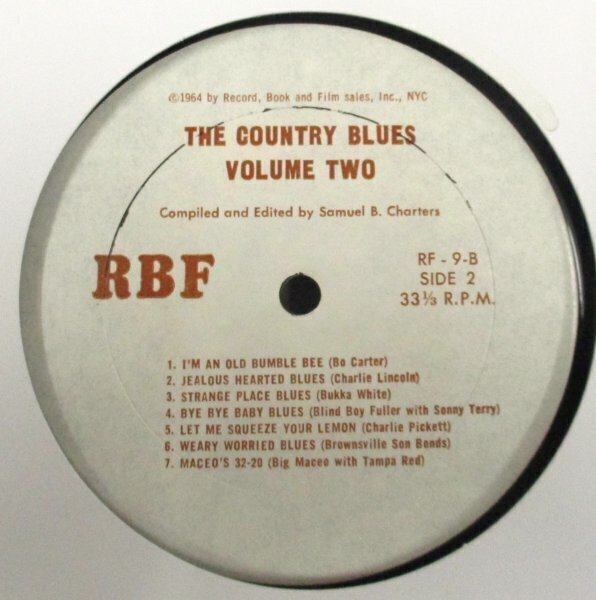 ©1964 by Record, Book and Film sales, Inc., NYC
THE COUNTRY BLUES
VOLUME TWO
Compiled and Edited by Samuel B. Charters
RBF
RF - 9-B
SIDE 2
33⅓ R.P.M.
1. I'M AN OLD BUMBLE BEE (Bo Carter)
2. JEALOUS HEARTED BLUES (Charlie Lincoln)
3. STRANGE PLACE BLUES (Bukka White)
4. BYE BYE BABY BLUES (Blind Boy Fuller with Sonny Terry)
5. LET ME SQUEEZE YOUR LEMON (Charlie Pickett)
6. WEARY WORRIED BLUES (Brownsville Son Bonds)
7. MACEO'S 32-20 (Big Maceo with Tampa Red)